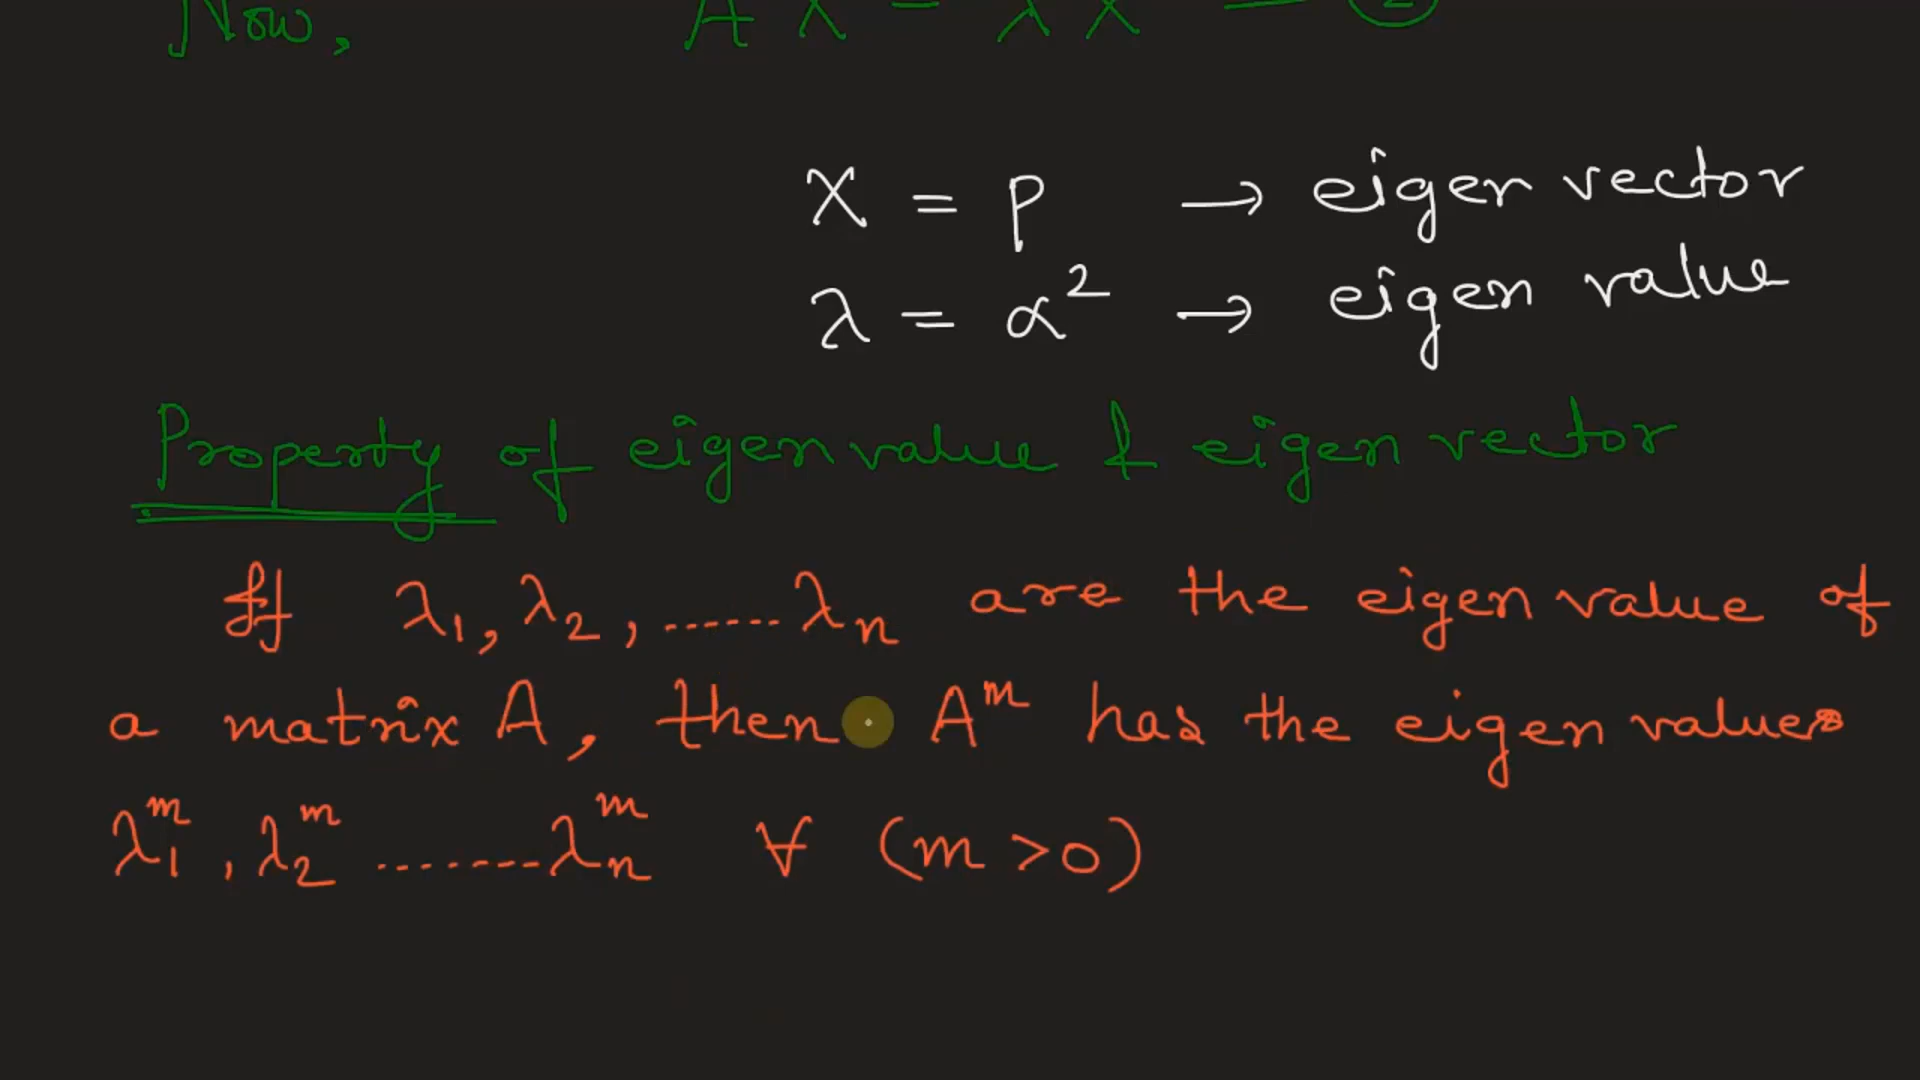 Now, AX = λX — ②
X = P → eigen vector
λ = α² → eigen value
Property of eigen value & eigen vector
If λ₁, λ₂, ...... λₙ are the eigen value of
a matrix A, then Aᵐ has the eigen values
λ₁ᵐ, λ₂ᵐ ....... λₙᵐ ∀ (m > 0)